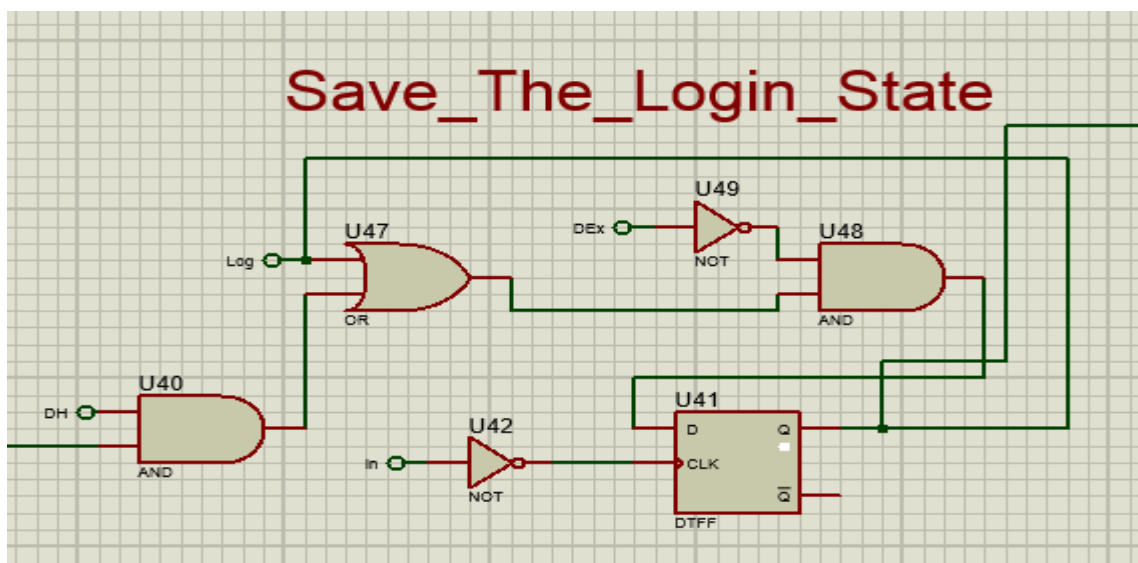 Save_The_Login_State
U49
DEx
NOT
U47
Log
OR
U48
AND
U40
DH
AND
U42
In
NOT
U41
D
Q
CLK
Q̅
DTFF